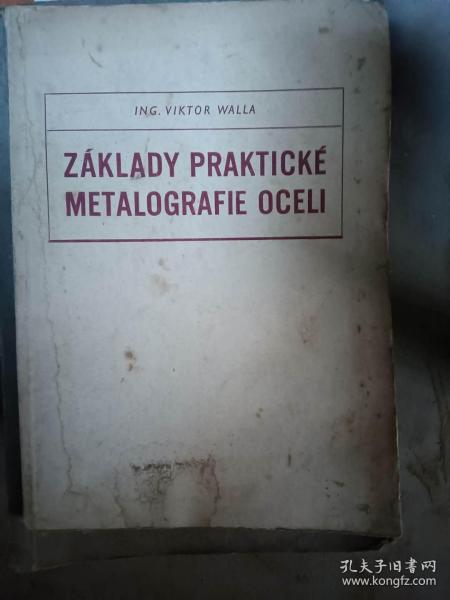 ING. VIKTOR WALLA
ZÁKLADY PRAKTICKÉ
METALOGRAFIE OCELI
孔夫子旧书网
www.kongfz.com